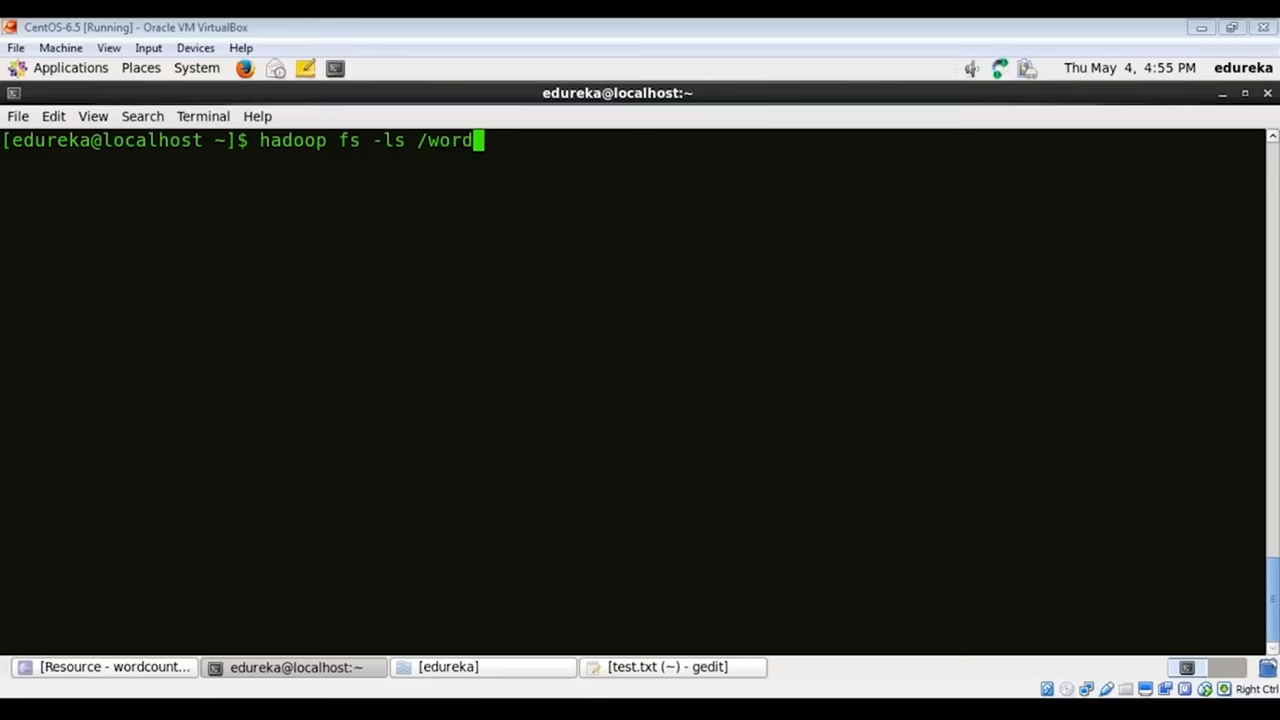 CentOS-6.5 [Running] - Oracle VM VirtualBox
File Machine View Input Devices Help
Applications Places System Thu May 4, 4:55 PM edureka
edureka@localhost:~
File Edit View Search Terminal Help
[edureka@localhost ~]$ hadoop fs -ls /word
[Resource - wordcount... edureka@localhost:~ [edureka] [test.txt (~) - gedit]
Right Ctrl